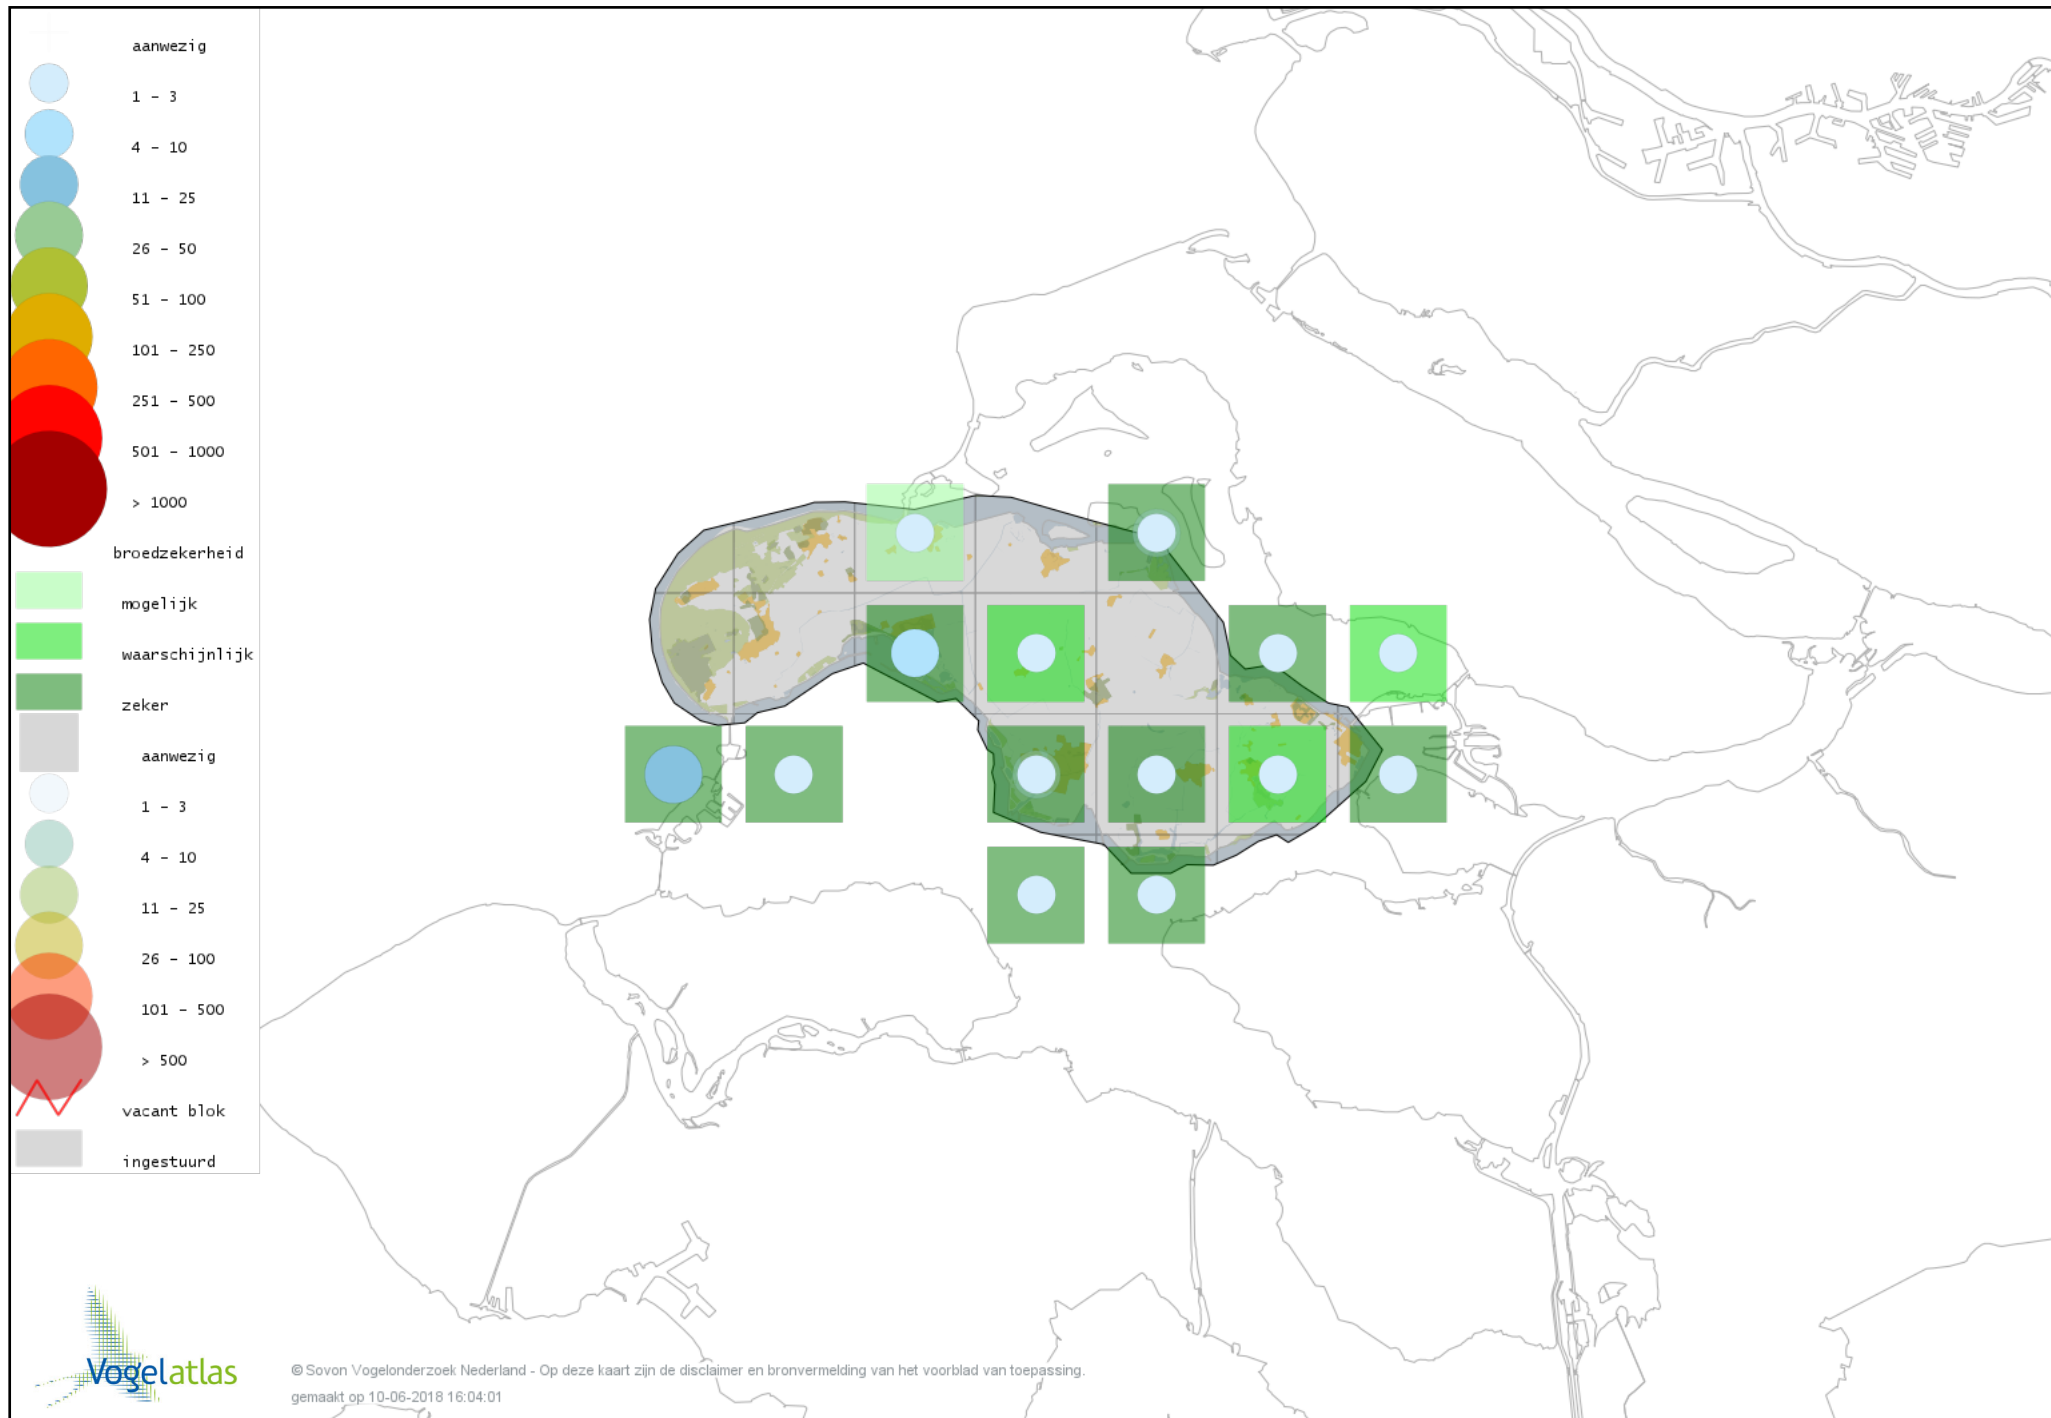 aanwezig
1 - 3
4 - 10
11 - 25
26 - 50
51 - 100
101 - 250
251 - 500
501 - 1000
> 1000
broedzekerheid
mogelijk
waarschijnlijk
zeker
aanwezig
1 - 3
4 - 10
11 - 25
26 - 100
101 - 500
> 500
vacant blok
ingestuurd
Vogelatlas
© Sovon Vogelonderzoek Nederland - Op deze kaart zijn de disclaimer en bronvermelding van het voorblad van toepassing.
gemaakt op 10-06-2018 16:04:01